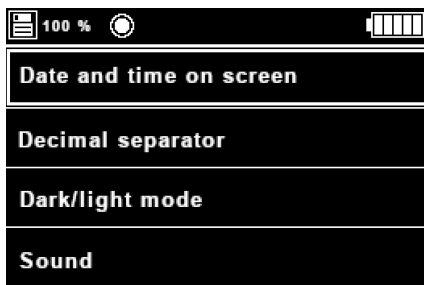 100 %
Date and time on screen
Decimal separator
Dark/light mode
Sound